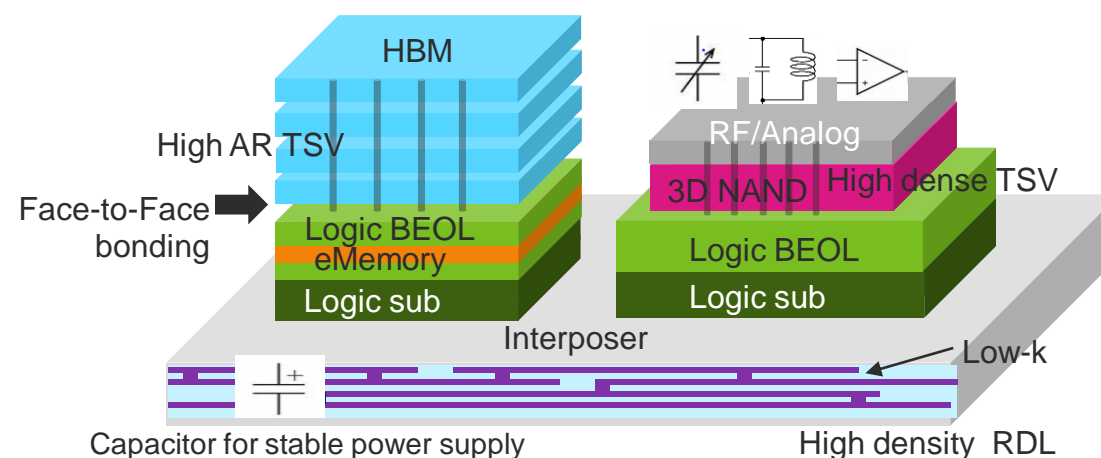 HBM
High AR TSV
Face-to-Face
bonding
Logic BEOL
eMemory
Logic sub
RF/Analog
3D NAND
High dense TSV
Logic BEOL
Logic sub
Interposer
Low-k
Capacitor for stable power supply
High density RDL